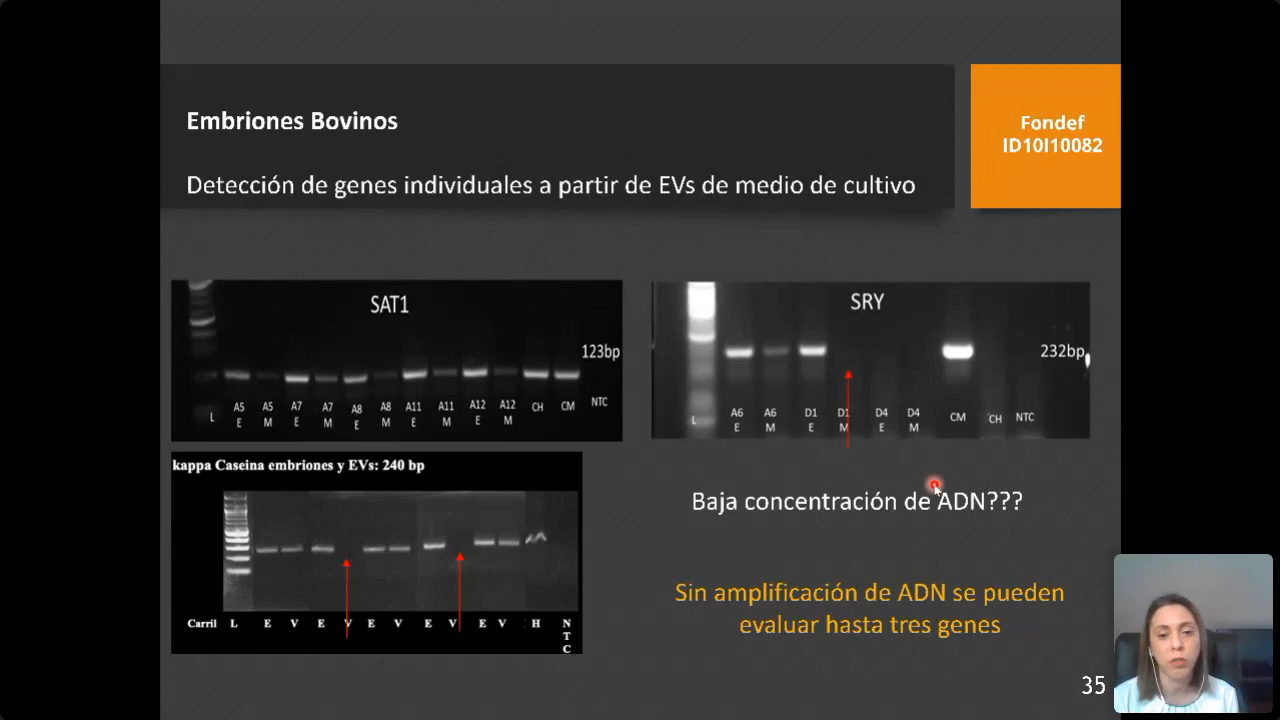 Embriones Bovinos
Fondef
ID10I10082
Detección de genes individuales a partir de EVs de medio de cultivo
SAT1
123bp
L A5 E A5 M A7 E A7 M A8 E A8 M A11 E A11 M A12 E A12 M CH CM NTC
SRY
232bp
L A6 E A6 M D1 E D1 M D4 E D4 M CM CH NTC
kappa Caseina embriones y EVs: 240 bp
Carril L E V E V E V E V E V H NTC
Baja concentración de ADN???
Sin amplificación de ADN se pueden
evaluar hasta tres genes
35